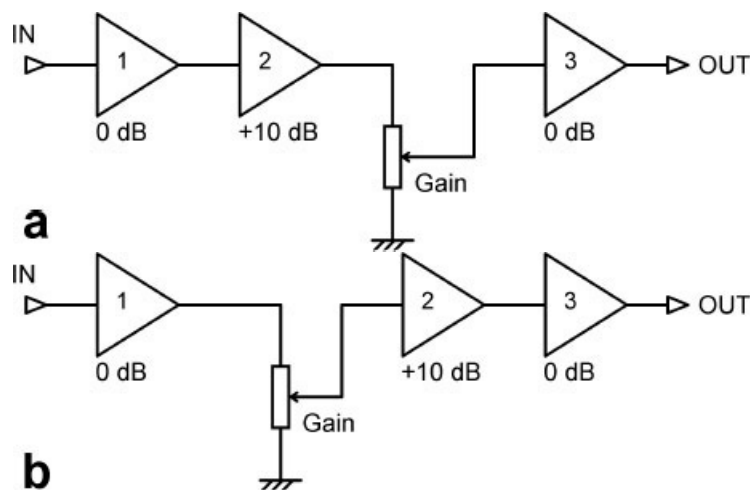 IN
1
2
3
OUT
0 dB
+10 dB
0 dB
Gain
a
IN
1
2
3
OUT
0 dB
+10 dB
0 dB
Gain
b